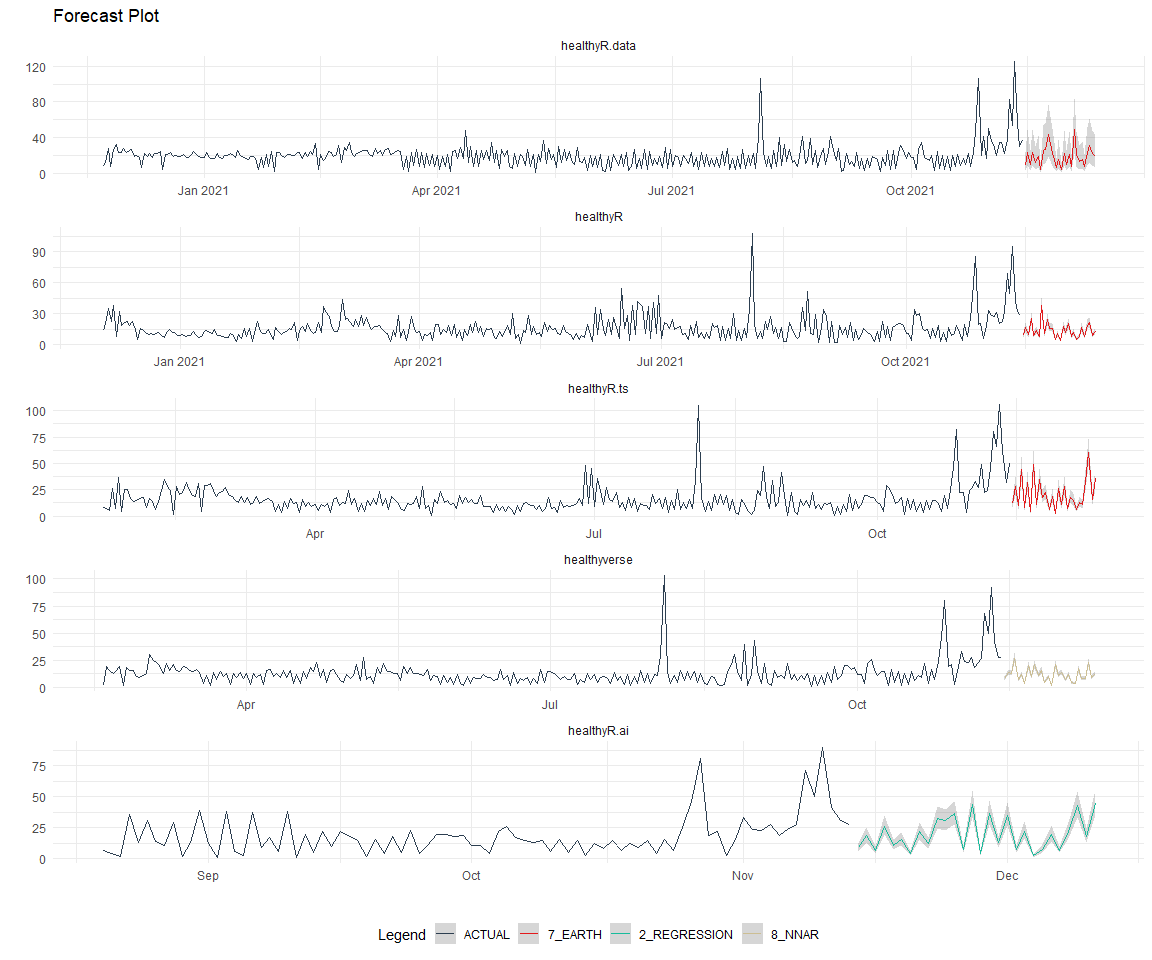 Forecast Plot
healthyR.data
120
80
40
0
Jan 2021 Apr 2021 Jul 2021 Oct 2021
healthyR
90
60
30
0
Jan 2021 Apr 2021 Jul 2021 Oct 2021
healthyR.ts
100
75
50
25
0
Apr Jul Oct
healthyverse
100
75
50
25
0
Apr Jul Oct
healthyR.ai
75
50
25
0
Sep Oct Nov Dec
Legend ACTUAL 7_EARTH 2_REGRESSION 8_NNAR